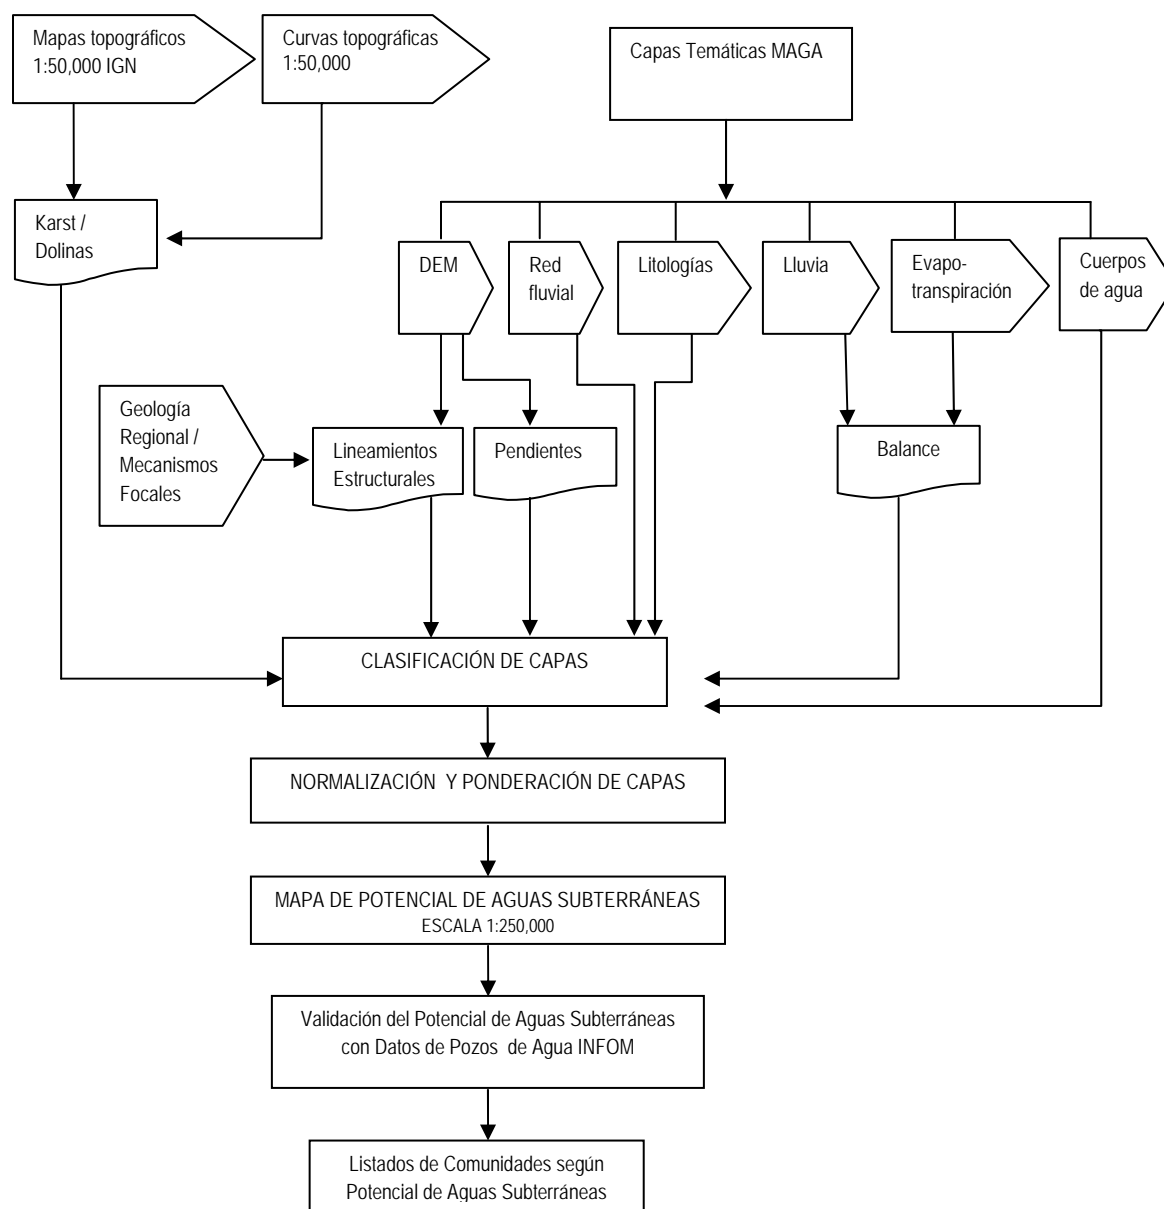 Mapas topográficos
1:50,000 IGN
Curvas topográficas
1:50,000
Capas Temáticas MAGA
Karst /
Dolinas
DEM
Red
fluvial
Litologías
Lluvia
Evapo-
transpiración
Cuerpos
de agua
Geología
Regional /
Mecanismos
Focales
Lineamientos
Estructurales
Pendientes
Balance
CLASIFICACIÓN DE CAPAS
NORMALIZACIÓN Y PONDERACIÓN DE CAPAS
MAPA DE POTENCIAL DE AGUAS SUBTERRÁNEAS
ESCALA 1:250,000
Validación del Potencial de Aguas Subterráneas
con Datos de Pozos de Agua INFOM
Listados de Comunidades según
Potencial de Aguas Subterráneas